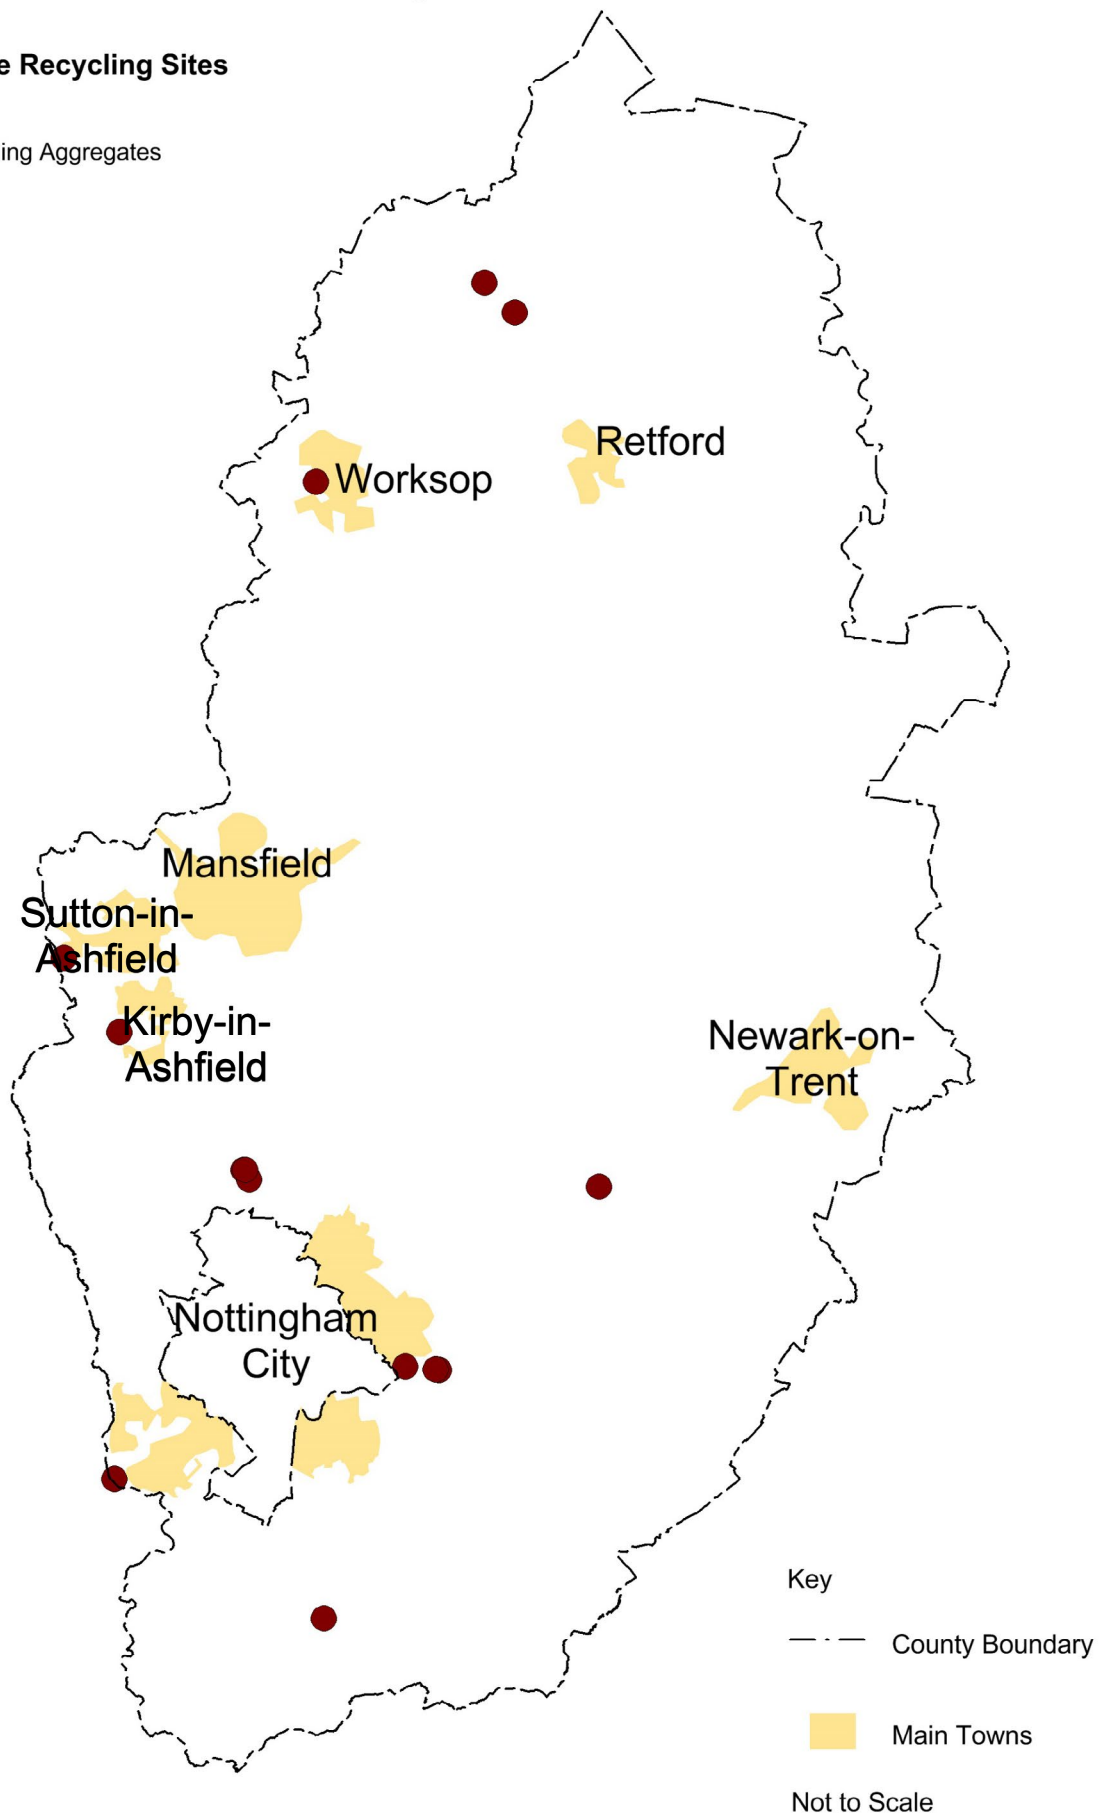 e Recycling Sites
ing Aggregates
Retford
Worksop
Mansfield
Sutton-in-
Ashfield
Kirby-in-
Ashfield
Newark-on-
Trent
Nottingham
City
Key
County Boundary
Main Towns
Not to Scale